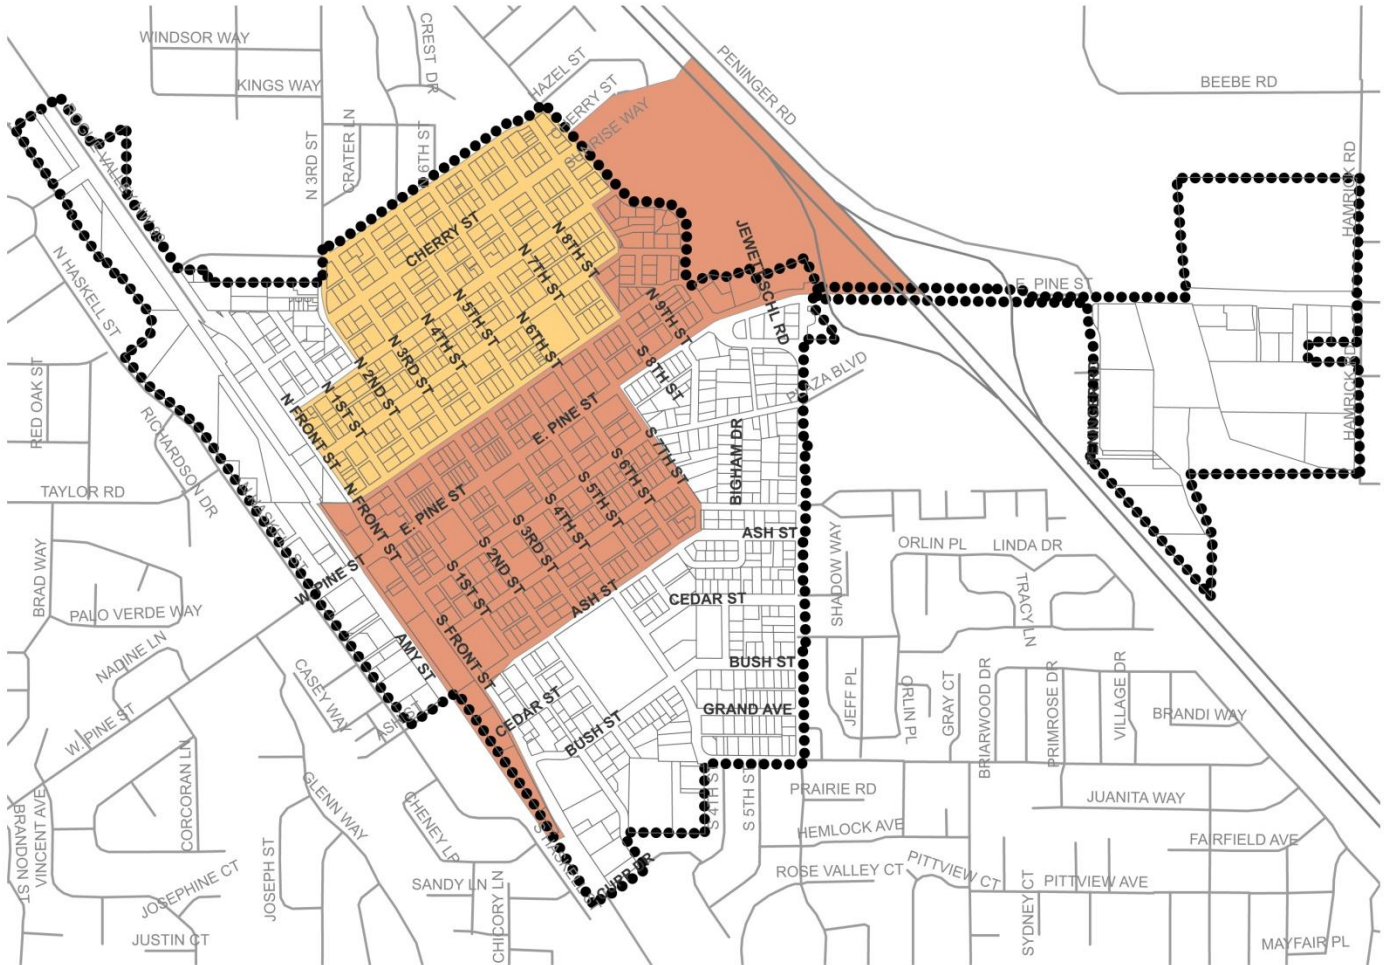 WINDSOR WAY
CREST DR
HAZEL ST
PENINGER RD
KINGS WAY
CHERRY ST
BEEBE RD
SUNRISE WAY
N 3RD ST
CRATER LN
N 6TH ST
HAMRICK RD
CHERRY ST
N 8TH ST
N 7TH ST
JEWETT SCHL RD
N HASKELL ST
E. PINE ST
N 5TH ST
N 9TH ST
N 4TH ST
N 6TH ST
N 3RD ST
N 2ND ST
S 8TH ST
PLAZA BLVD
RED OAK ST
N 1ST ST
N FRONT ST
E. PINE ST
HAMRICK RD
RICHARDSON DR
S 7TH ST
BIGHAM DR
S 6TH ST
S 5TH ST
TAYLOR RD
N FRONT ST
E. PINE ST
S 4TH ST
S 3RD ST
ASH ST
SHADOW WAY
ORLIN PL
LINDA DR
BRAD WAY
W. PINE ST
S 2ND ST
S 1ST ST
ASH ST
CEDAR ST
TRACY LN
PALO VERDE WAY
NADINE LN
AMY ST
S FRONT ST
BUSH ST
CASEY WAY
CEDAR ST
GRAND AVE
JEFF PL
ORLIN PL
GRAY CT
BRIARWOOD DR
PRIMROSE DR
VILLAGE DR
BRANDI WAY
W. PINE ST
ASH ST
BUSH ST
CORCORAN LN
GLENN WAY
CHENEY LP
S 4TH ST
S 5TH ST
PRAIRIE RD
JUANITA WAY
BRANDON ST
VINCENT AVE
HEMLOCK AVE
FAIRFIELD AVE
JOSEPHINE CT
JOSEPH ST
SANDY LN
CHICORY LN
ROSE VALLEY CT
PITTVIEW CT
PITTVIEW AVE
SYDNEY CT
JUSTIN CT
MAYFAIR PL